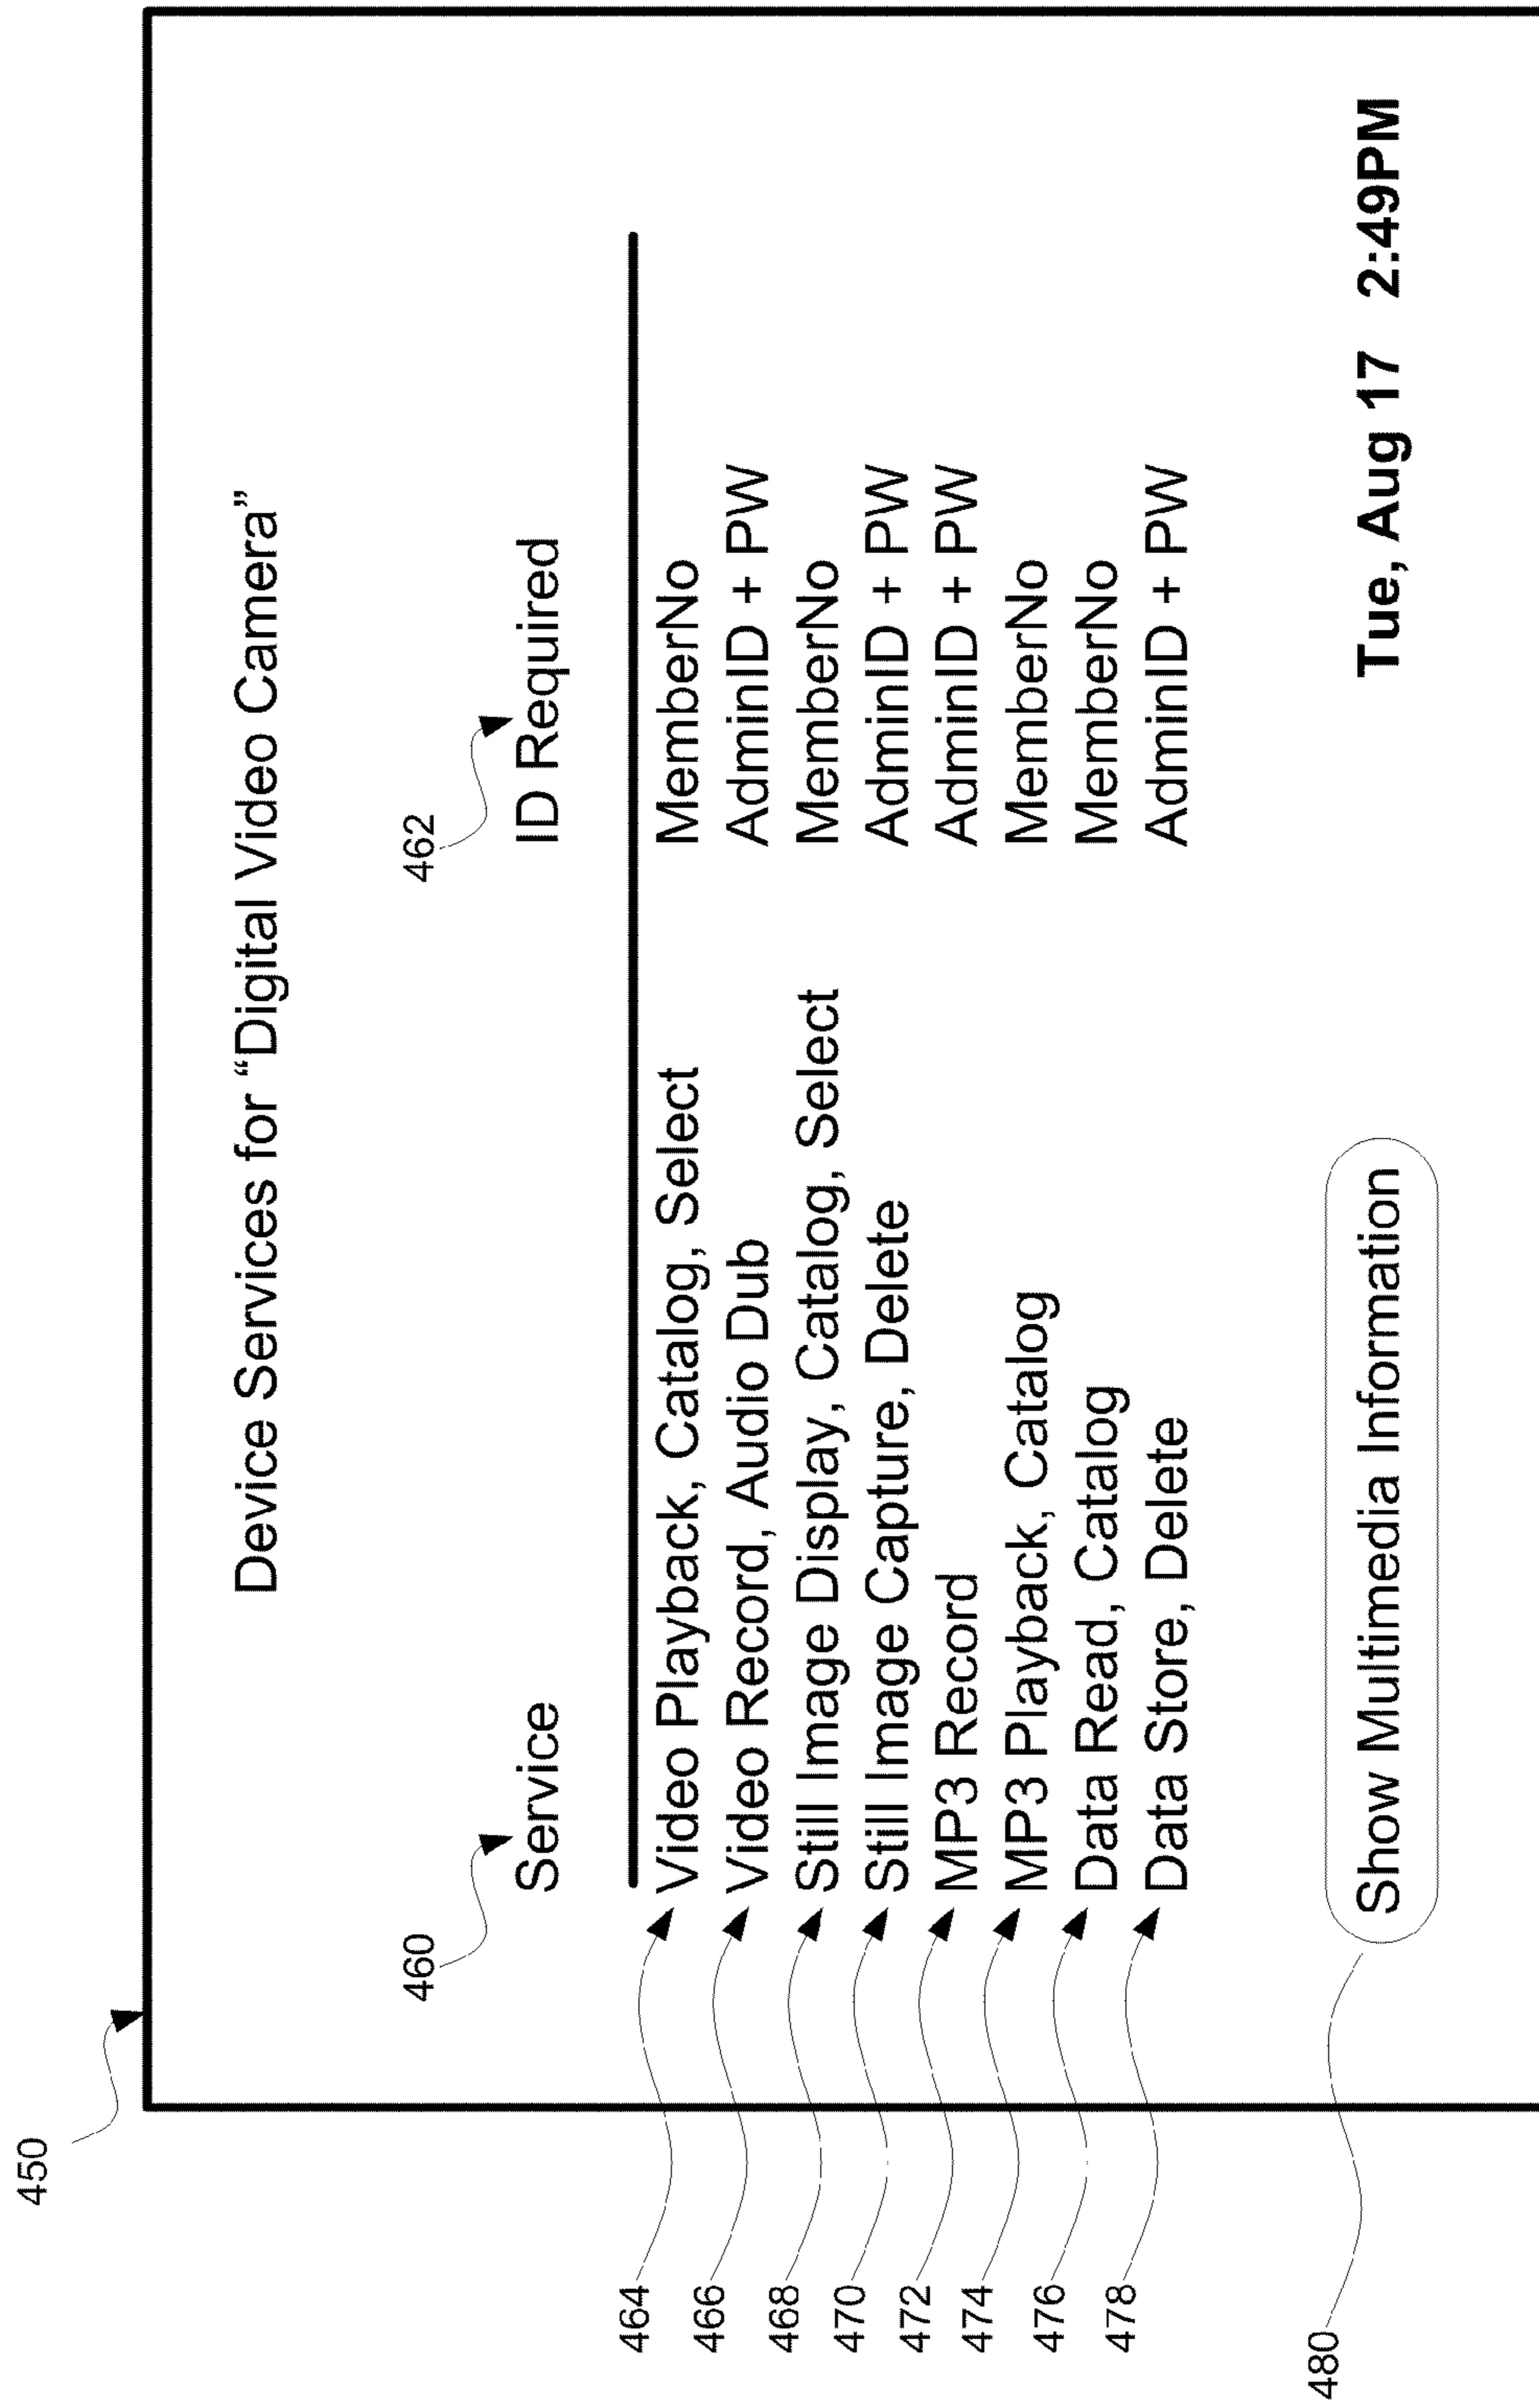 450
Device Services for “Digital Video Camera”
460
462
Service ID Required
464 Video Playback, Catalog, Select MemberNo
466 Video Record, Audio Dub AdminID + PW
468 Still Image Display, Catalog, Select MemberNo
470 Still Image Capture, Delete AdminID + PW
472 MP3 Record AdminID + PW
474 MP3 Playback, Catalog MemberNo
476 Data Read, Catalog MemberNo
478 Data Store, Delete AdminID + PW
480 Show Multimedia Information Tue, Aug 17 2:49PM